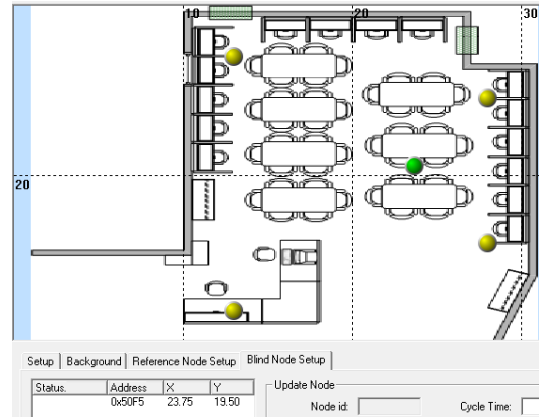 10 20 30
20
Setup Background Reference Node Setup Blind Node Setup
Status. Address X Y Update Node
0x50F5 23.75 19.50 Node id: Cycle Time: